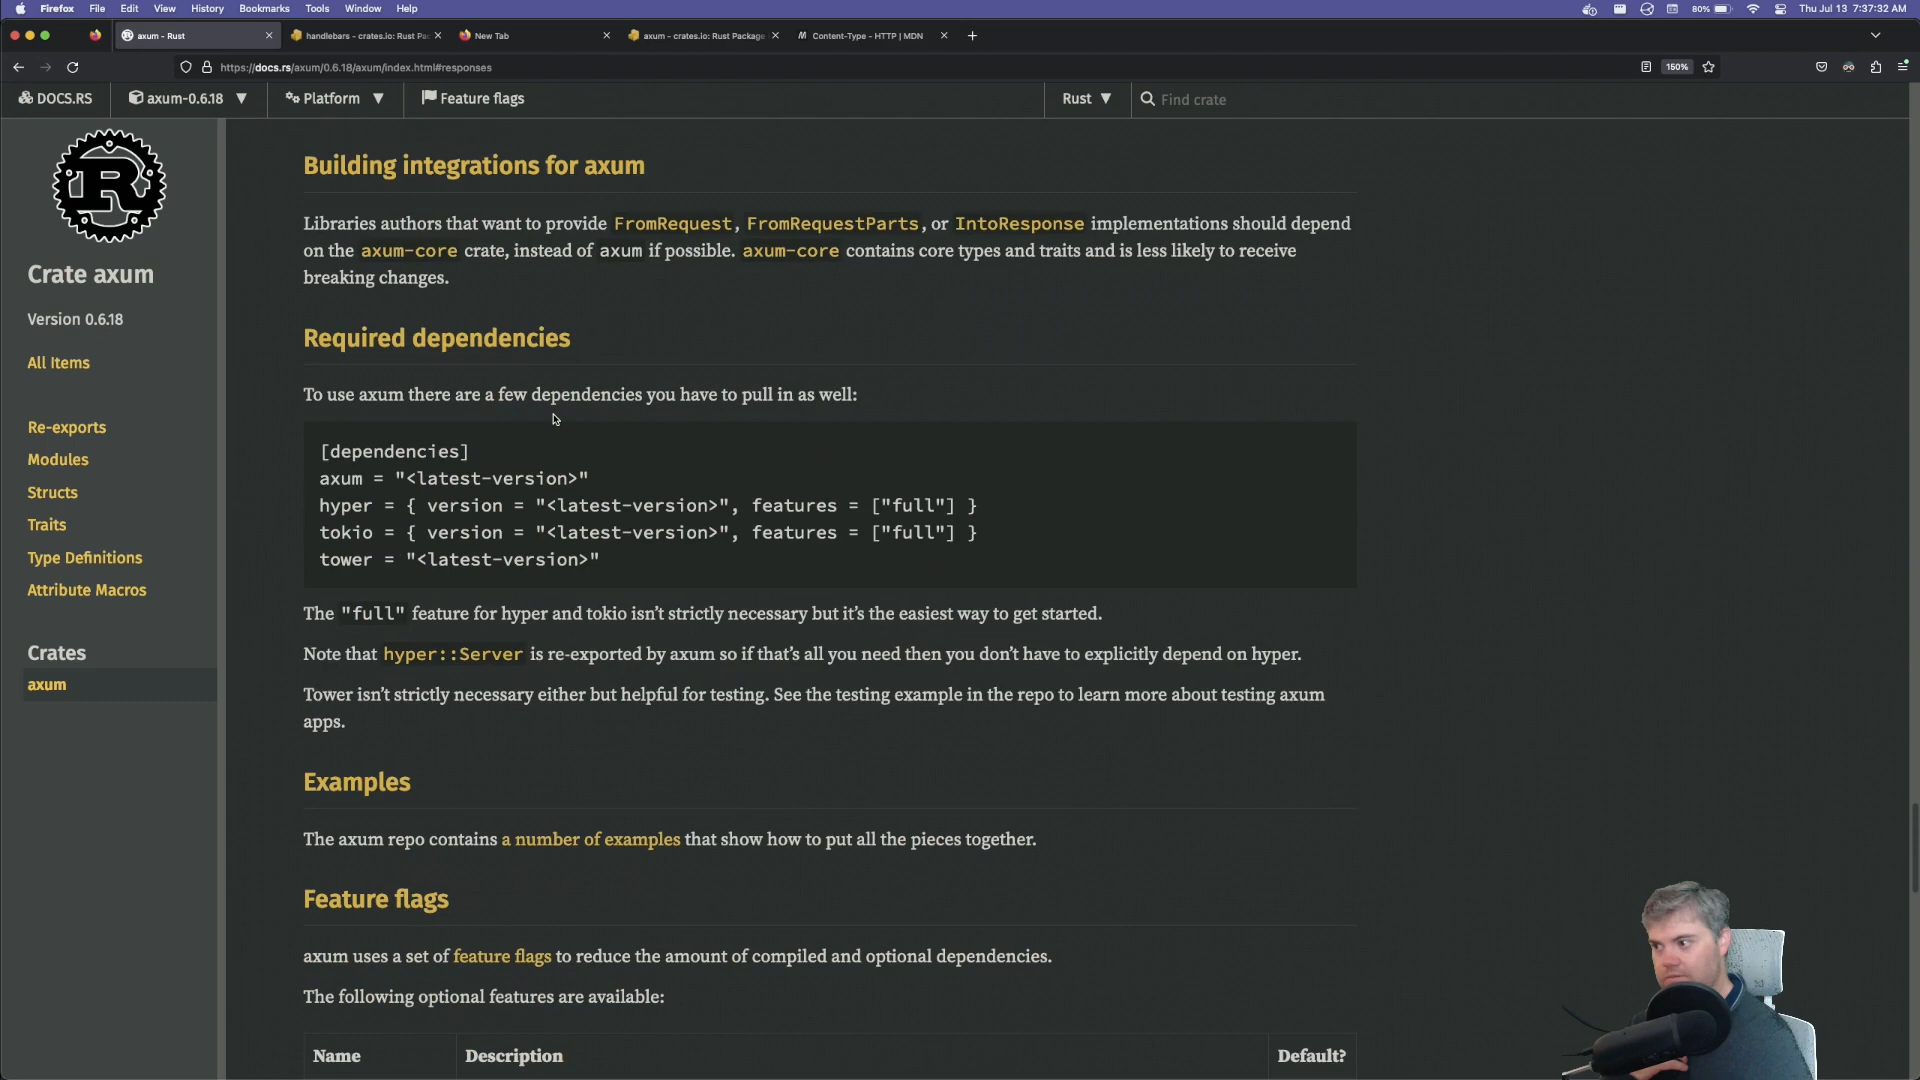 Firefox File Edit View History Bookmarks Tools Window Help 80% Thu Jul 13 7:37:32 AM
axum - Rust handlebars - crates.io: Rust Pac New Tab axum - crates.io: Rust Package Content-Type - HTTP | MDN
https://docs.rs/axum/0.6.18/axum/index.html#responses 150%
DOCS.RS axum-0.6.18 Platform Feature flags Rust Find crate
Crate axum
Version 0.6.18
All Items
Re-exports
Modules
Structs
Traits
Type Definitions
Attribute Macros
Crates
axum
Building integrations for axum
Libraries authors that want to provide FromRequest, FromRequestParts, or IntoResponse implementations should depend
on the axum-core crate, instead of axum if possible. axum-core contains core types and traits and is less likely to receive
breaking changes.
Required dependencies
To use axum there are a few dependencies you have to pull in as well:
[dependencies]
axum = "<latest-version>"
hyper = { version = "<latest-version>", features = ["full"] }
tokio = { version = "<latest-version>", features = ["full"] }
tower = "<latest-version>"
The "full" feature for hyper and tokio isn't strictly necessary but it's the easiest way to get started.
Note that hyper::Server is re-exported by axum so if that's all you need then you don't have to explicitly depend on hyper.
Tower isn't strictly necessary either but helpful for testing. See the testing example in the repo to learn more about testing axum
apps.
Examples
The axum repo contains a number of examples that show how to put all the pieces together.
Feature flags
axum uses a set of feature flags to reduce the amount of compiled and optional dependencies.
The following optional features are available:
Name Description Default?